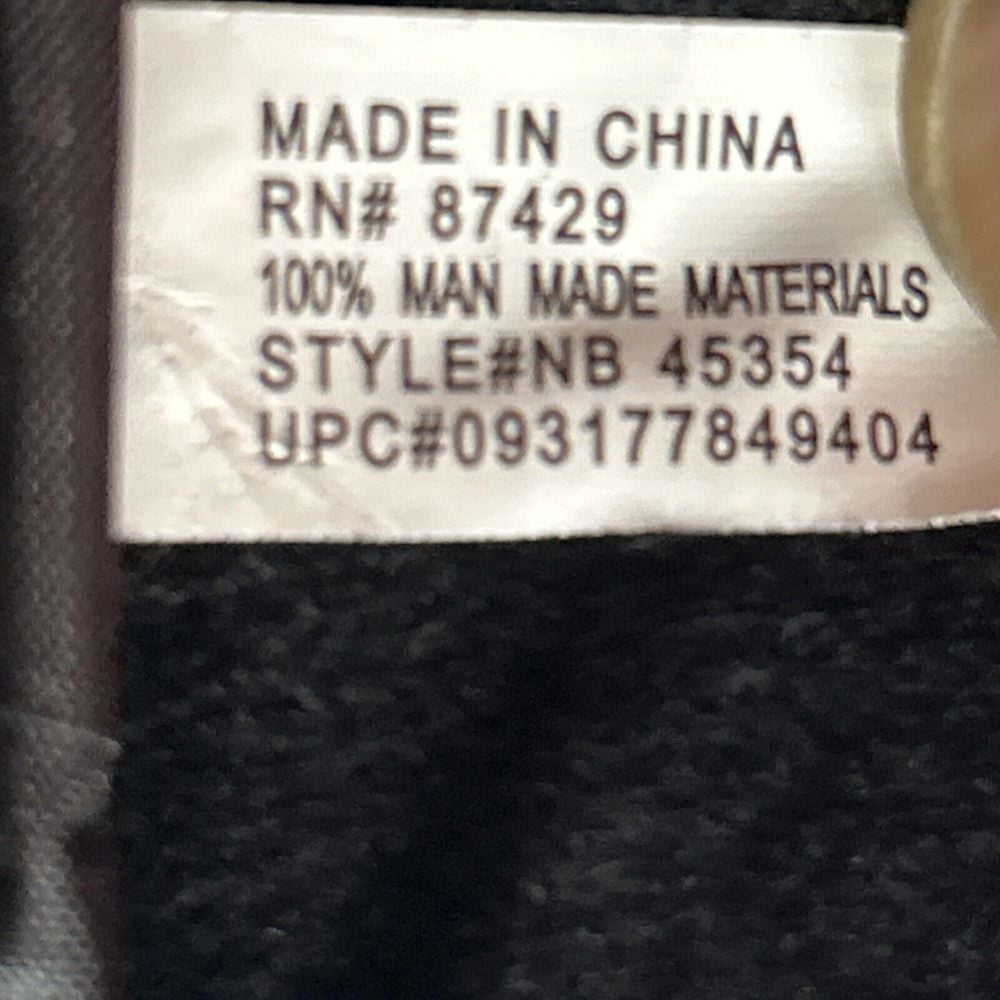 MADE IN CHINA
RN# 87429
100% MAN MADE MATERIALS
STYLE#NB 45354
UPC#093177849404